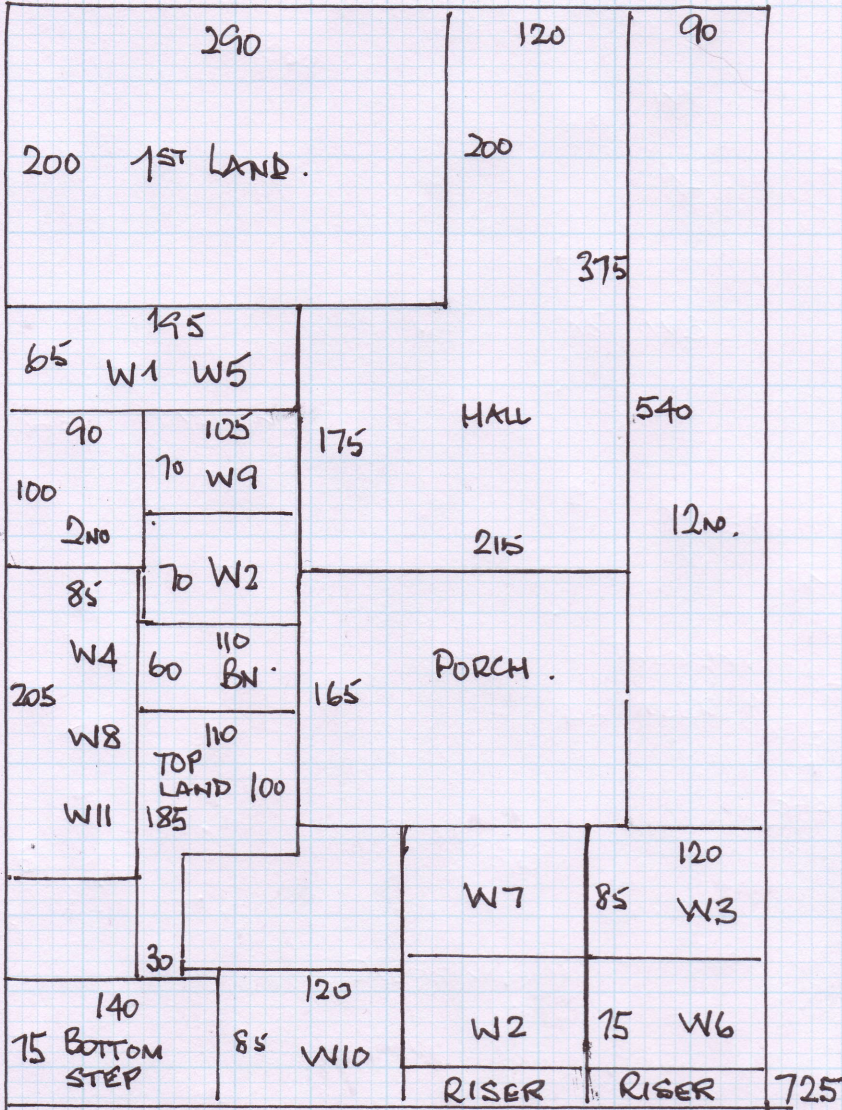 290
120
90
200
1ST LAND.
200
375
195
65
W1 W5
90
105
HALL
540
175
70 W9
100
2NO
215
12NO.
70 W2
85
W4
110
60 BN.
PORCH.
205
165
W8
110
TOP
LAND 100
W11
185
120
W7
85 W3
30
140
120
75 BOTTOM
STEP
85 W10
W2
75 W6
RISER
RISER
725